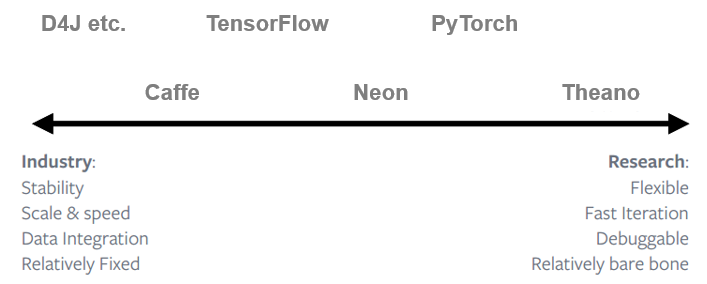 D4J etc. TensorFlow PyTorch
Caffe Neon Theano
Industry:
Stability
Scale & speed
Data Integration
Relatively Fixed
Research:
Flexible
Fast Iteration
Debuggable
Relatively bare bone